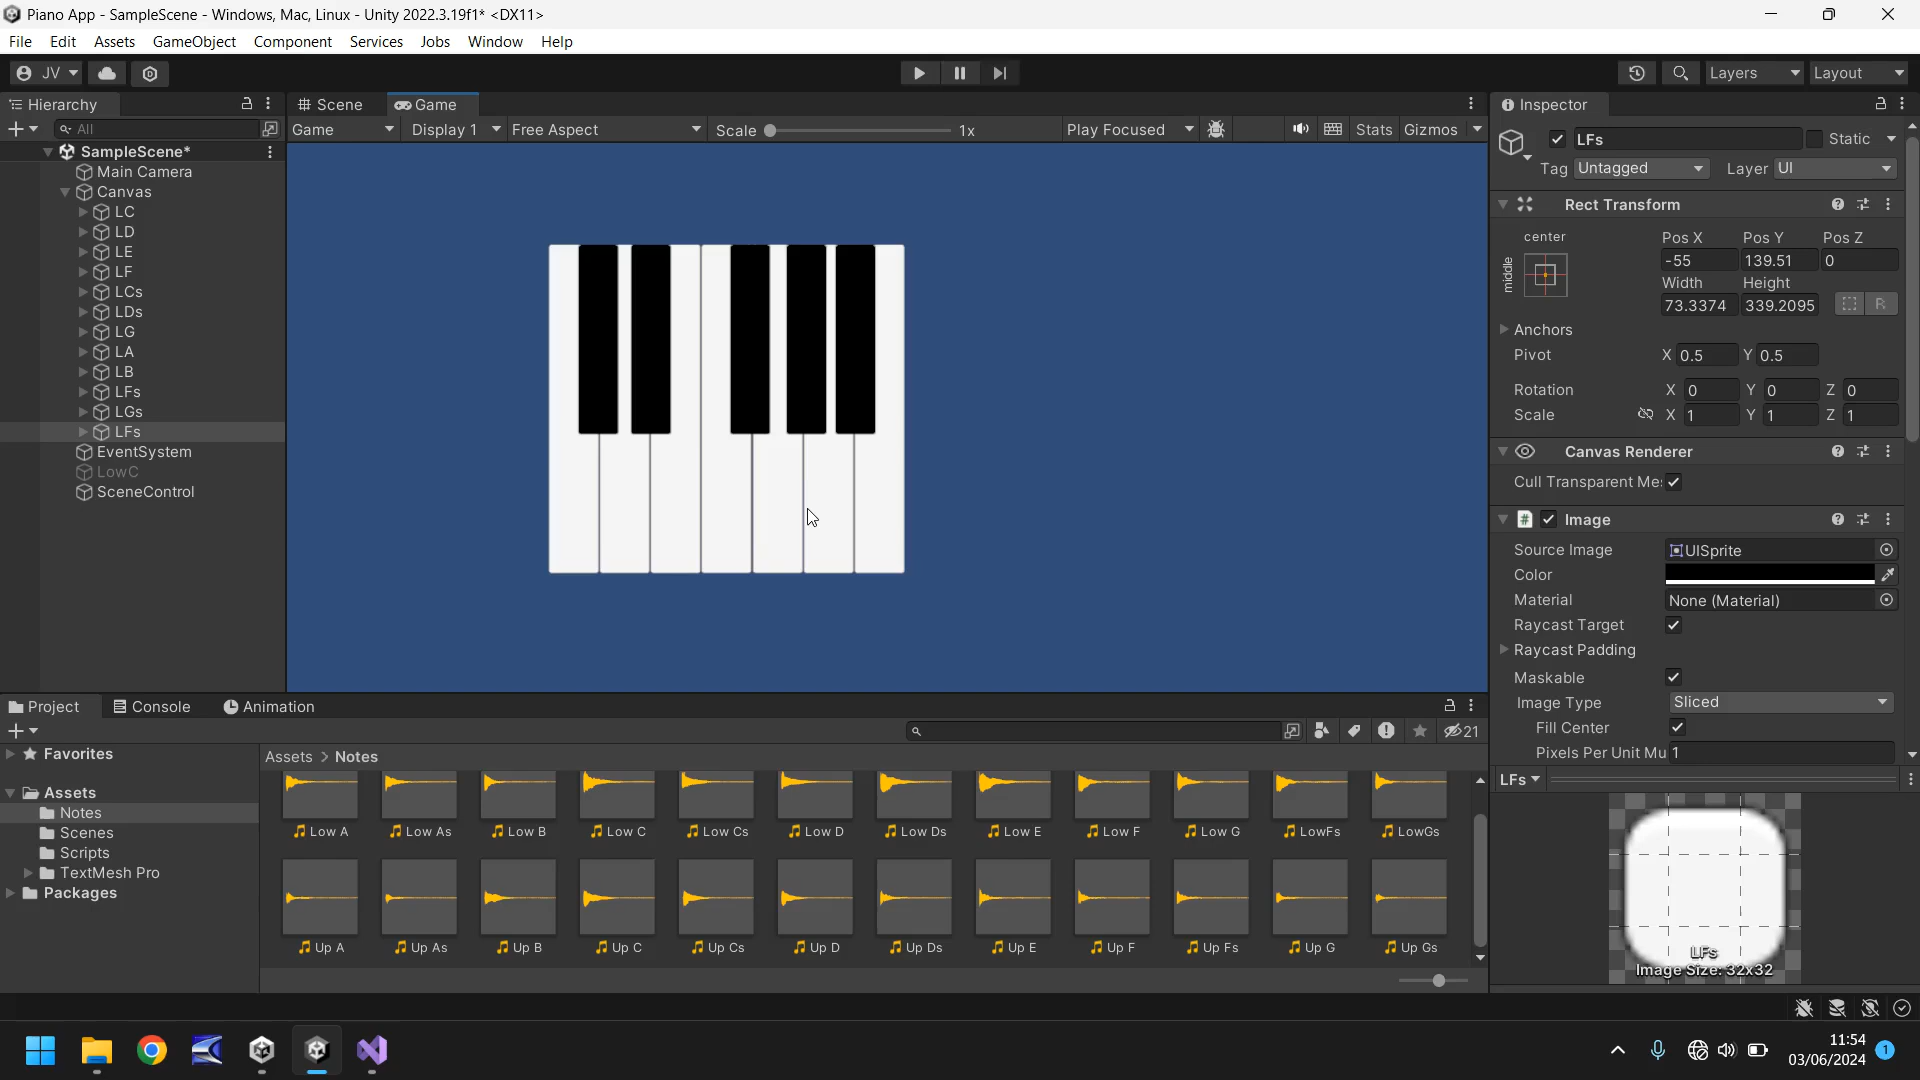 Piano App - SampleScene - Windows, Mac, Linux - Unity 2022.3.19f1* <DX11>
File Edit Assets GameObject Component Services Jobs Window Help
JV Layers Layout
Hierarchy Scene Game Inspector
All Game Display 1 Free Aspect Scale 1x Play Focused Stats Gizmos
LFs Static
Tag Untagged Layer UI
SampleScene*
Main Camera
Canvas
LC
LD
LE
LF
LCs
LDs
LG
LA
LB
LFs
LGs
LFs
EventSystem
LowC
SceneControl
Rect Transform
center
middle
Pos X Pos Y Pos Z
-55 139.51 0
Width Height
73.3374 339.2095 R
Anchors
Pivot X 0.5 Y 0.5
Rotation X 0 Y 0 Z 0
Scale X 1 Y 1 Z 1
Canvas Renderer
Cull Transparent Me
Image
Source Image UISprite
Color
Material None (Material)
Raycast Target
Raycast Padding
Maskable
Image Type Sliced
Fill Center
Pixels Per Unit Mu 1
Project Console Animation
21
Favorites
Assets
Notes
Scenes
Scripts
TextMesh Pro
Packages
Assets > Notes
Low A Low As Low B Low C Low Cs Low D Low Ds Low E Low F Low G LowFs LowGs
Up A Up As Up B Up C Up Cs Up D Up Ds Up E Up F Up Fs Up G Up Gs
LFs
LFs
Image Size: 32x32
11:54
03/06/2024
1